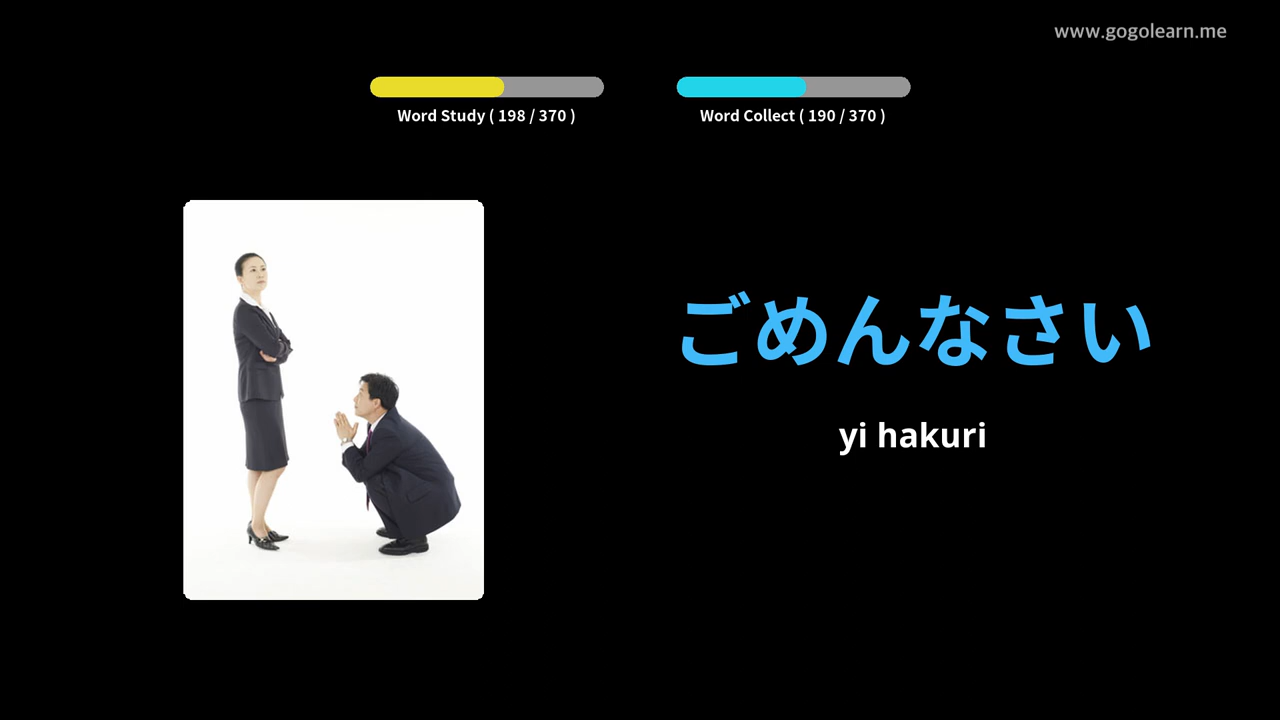 www.gogolearn.me
Word Study ( 198 / 370 )
Word Collect ( 190 / 370 )
ごめんなさい
yi hakuri